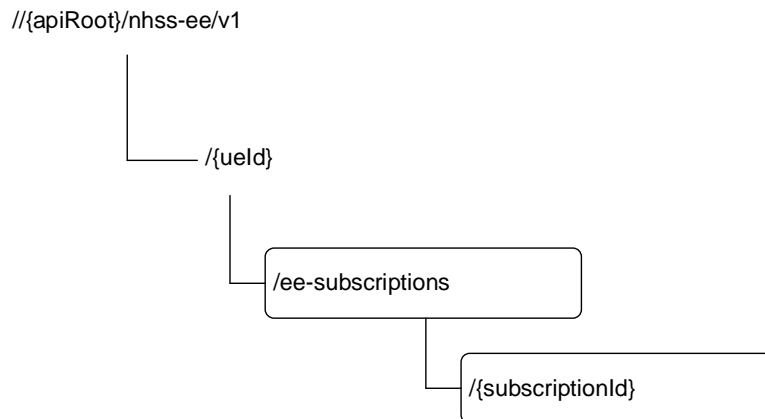 //{apiRoot}/nhss-ee/v1
/{ueId}
/ee-subscriptions
/{subscriptionId}